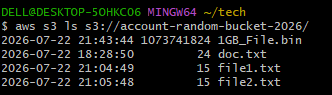 DELL@DESKTOP-5OHKCO6 MINGW64 ~/tech
$ aws s3 ls s3://account-random-bucket-2026/
2026-07-22 21:43:44 1073741824 1GB_File.bin
2026-07-22 18:28:50         24 doc.txt
2026-07-22 21:04:49         15 file1.txt
2026-07-22 21:05:48         15 file2.txt